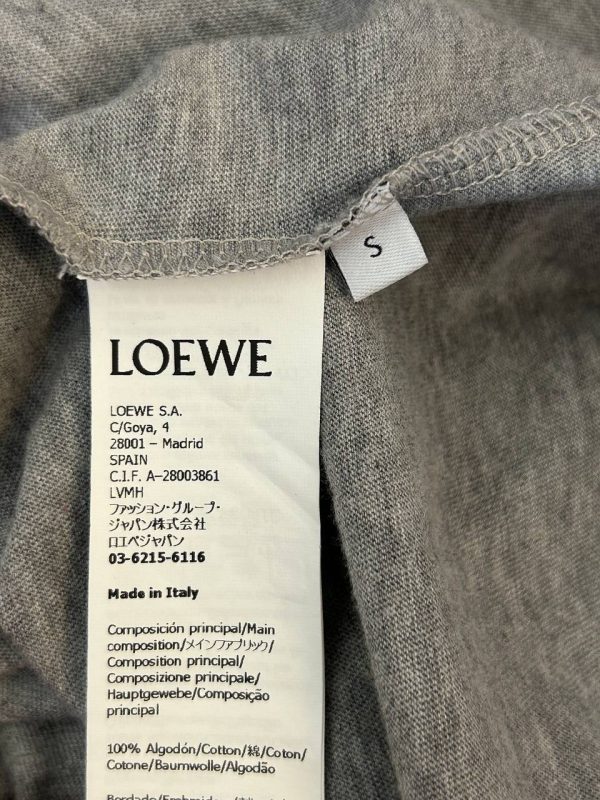 S
LOEWE
LOEWE S.A.
C/Goya, 4
28001 – Madrid
SPAIN
C.I.F. A-28003861
LVMH
ファッション・グループ・
ジャパン株式会社
ロエベジャパン
03-6215-6116
Made in Italy
Composición principal/Main
composition/メインファブリック/
Composition principal/
Composizione principale/
Hauptgewebe/Composição
principal
100% Algodón/Cotton/綿/Coton/
Cotone/Baumwolle/Algodão
Bordado/Embroidery/